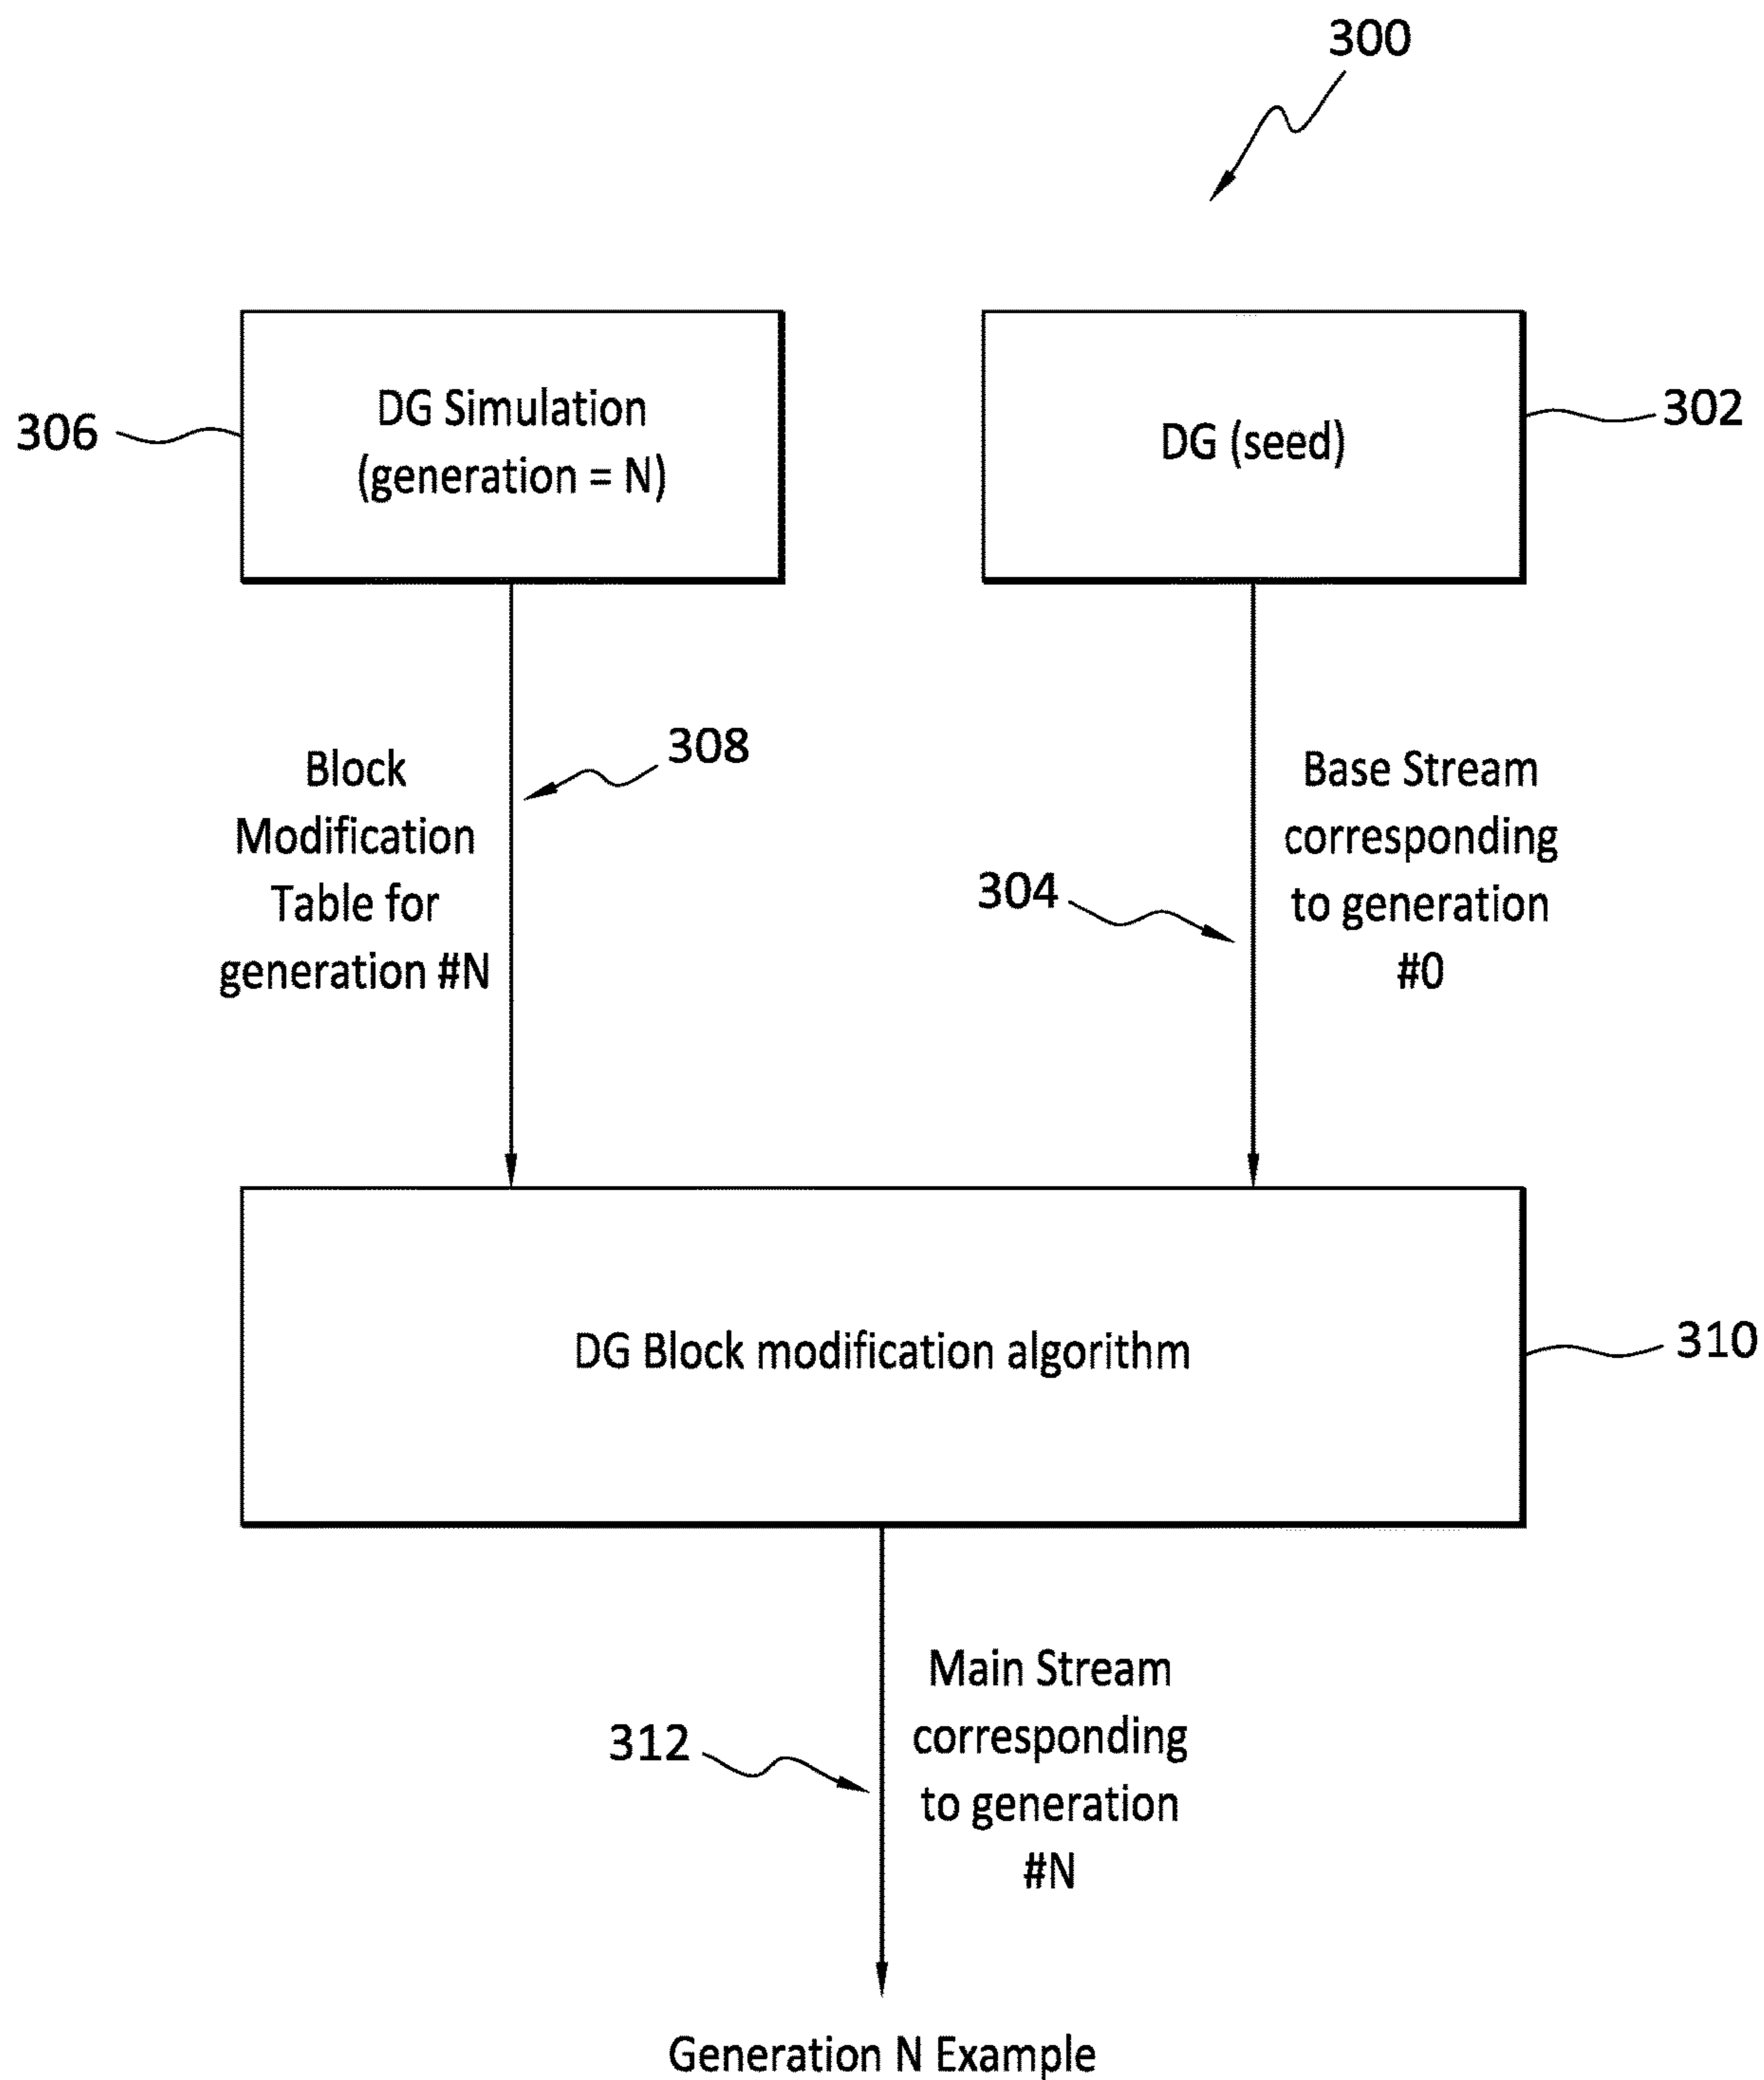 300
DG Simulation
(generation = N)
306
DG (seed)
302
Block
Modification
Table for
generation #N
308
Base Stream
corresponding
to generation
#0
304
DG Block modification algorithm
310
Main Stream
corresponding
to generation
#N
312
Generation N Example